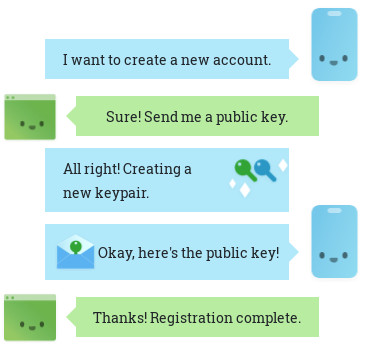 I want to create a new account.
Sure! Send me a public key.
All right! Creating a
new keypair.
Okay, here's the public key!
Thanks! Registration complete.